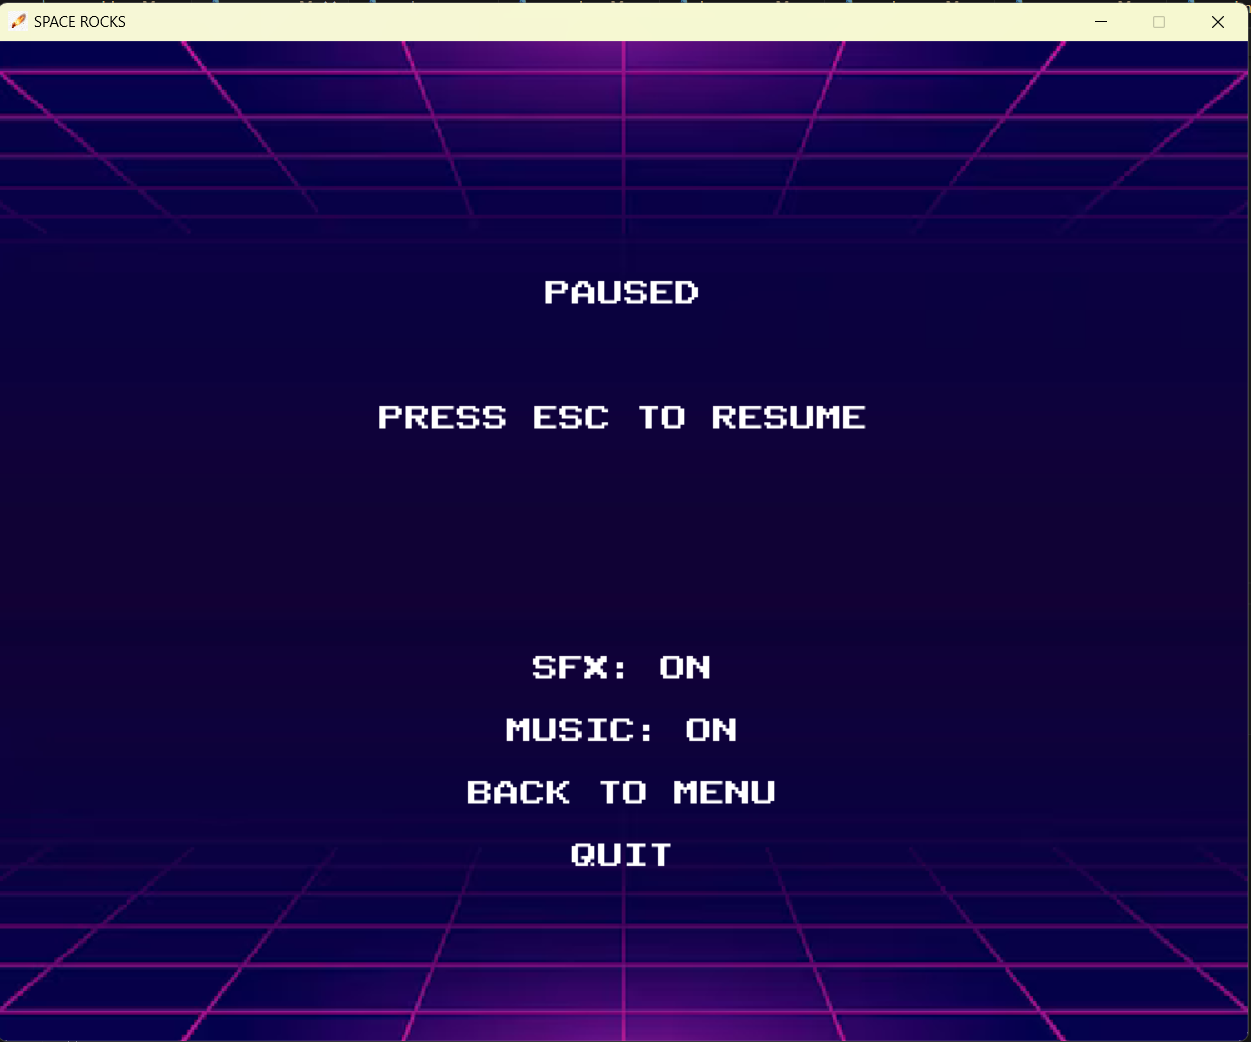 SPACE ROCKS
PAUSED
PRESS ESC TO RESUME
SFX: ON
MUSIC: ON
BACK TO MENU
QUIT